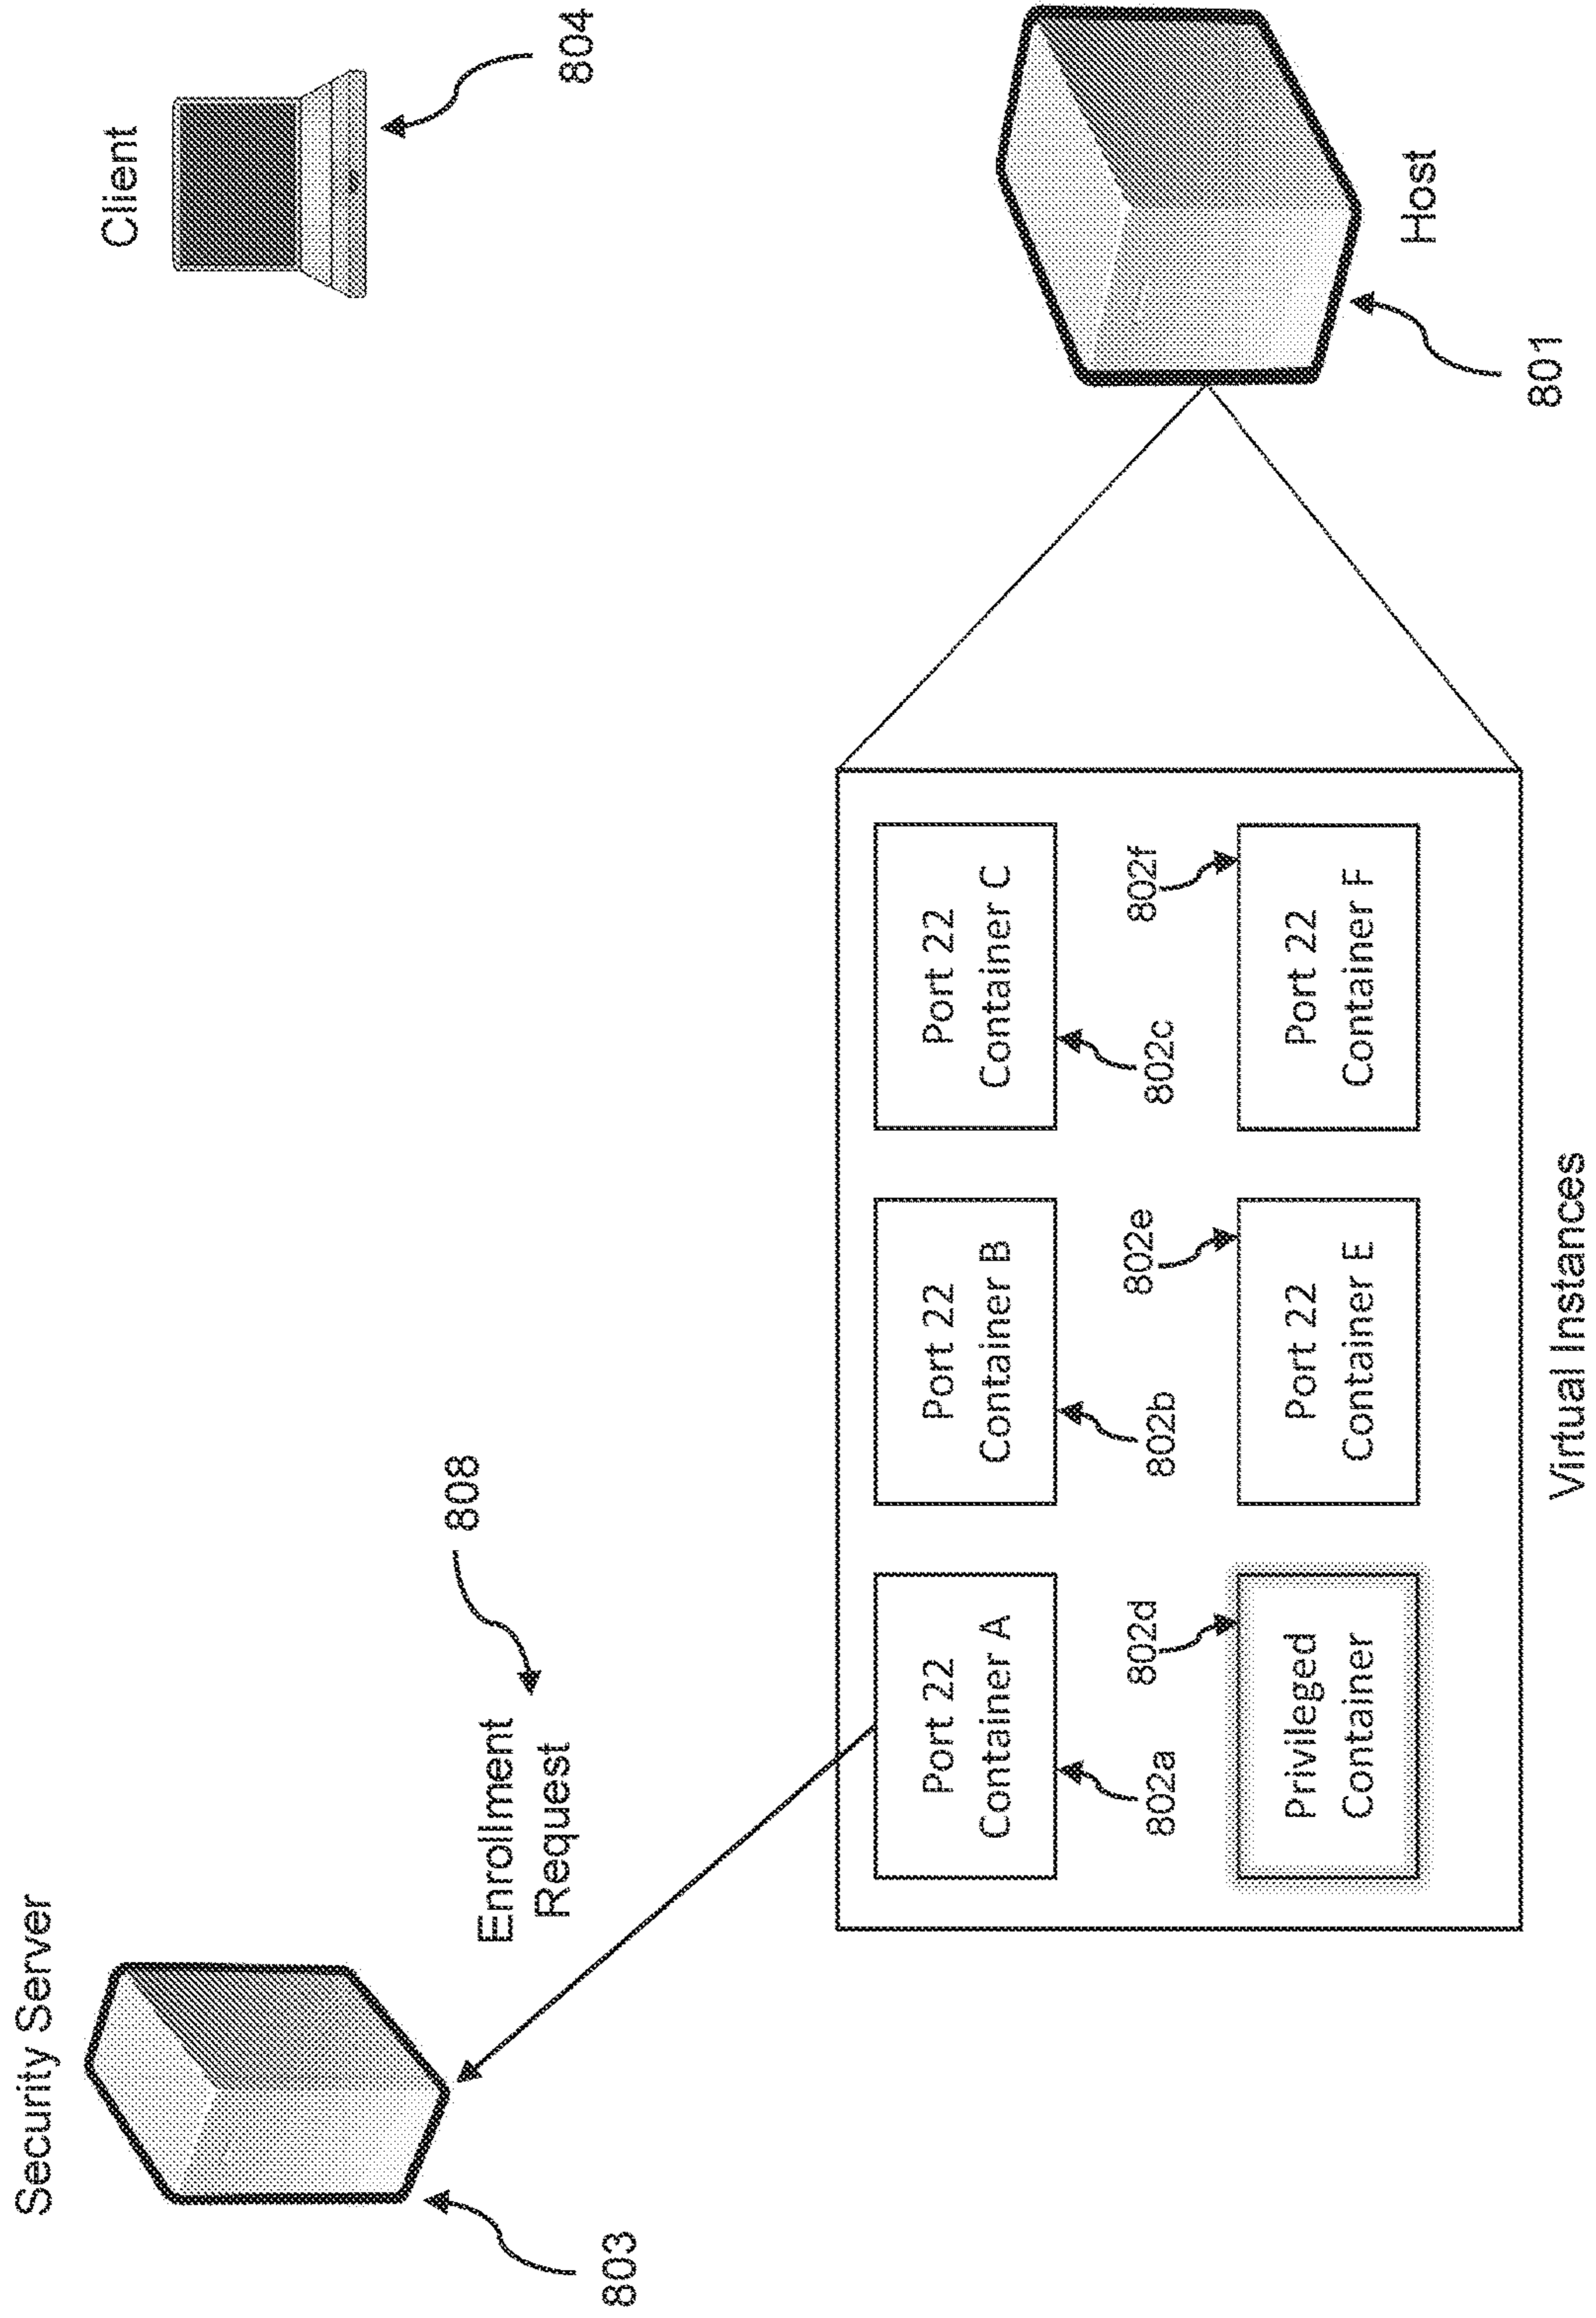 Security Server
803
Enrollment
Request
808
Client
804
Port 22
Container A
802a
Port 22
Container B
802b
Port 22
Container C
802c
802d
Privileged
Container
802e
Port 22
Container E
802f
Port 22
Container F
Virtual Instances
Host
801